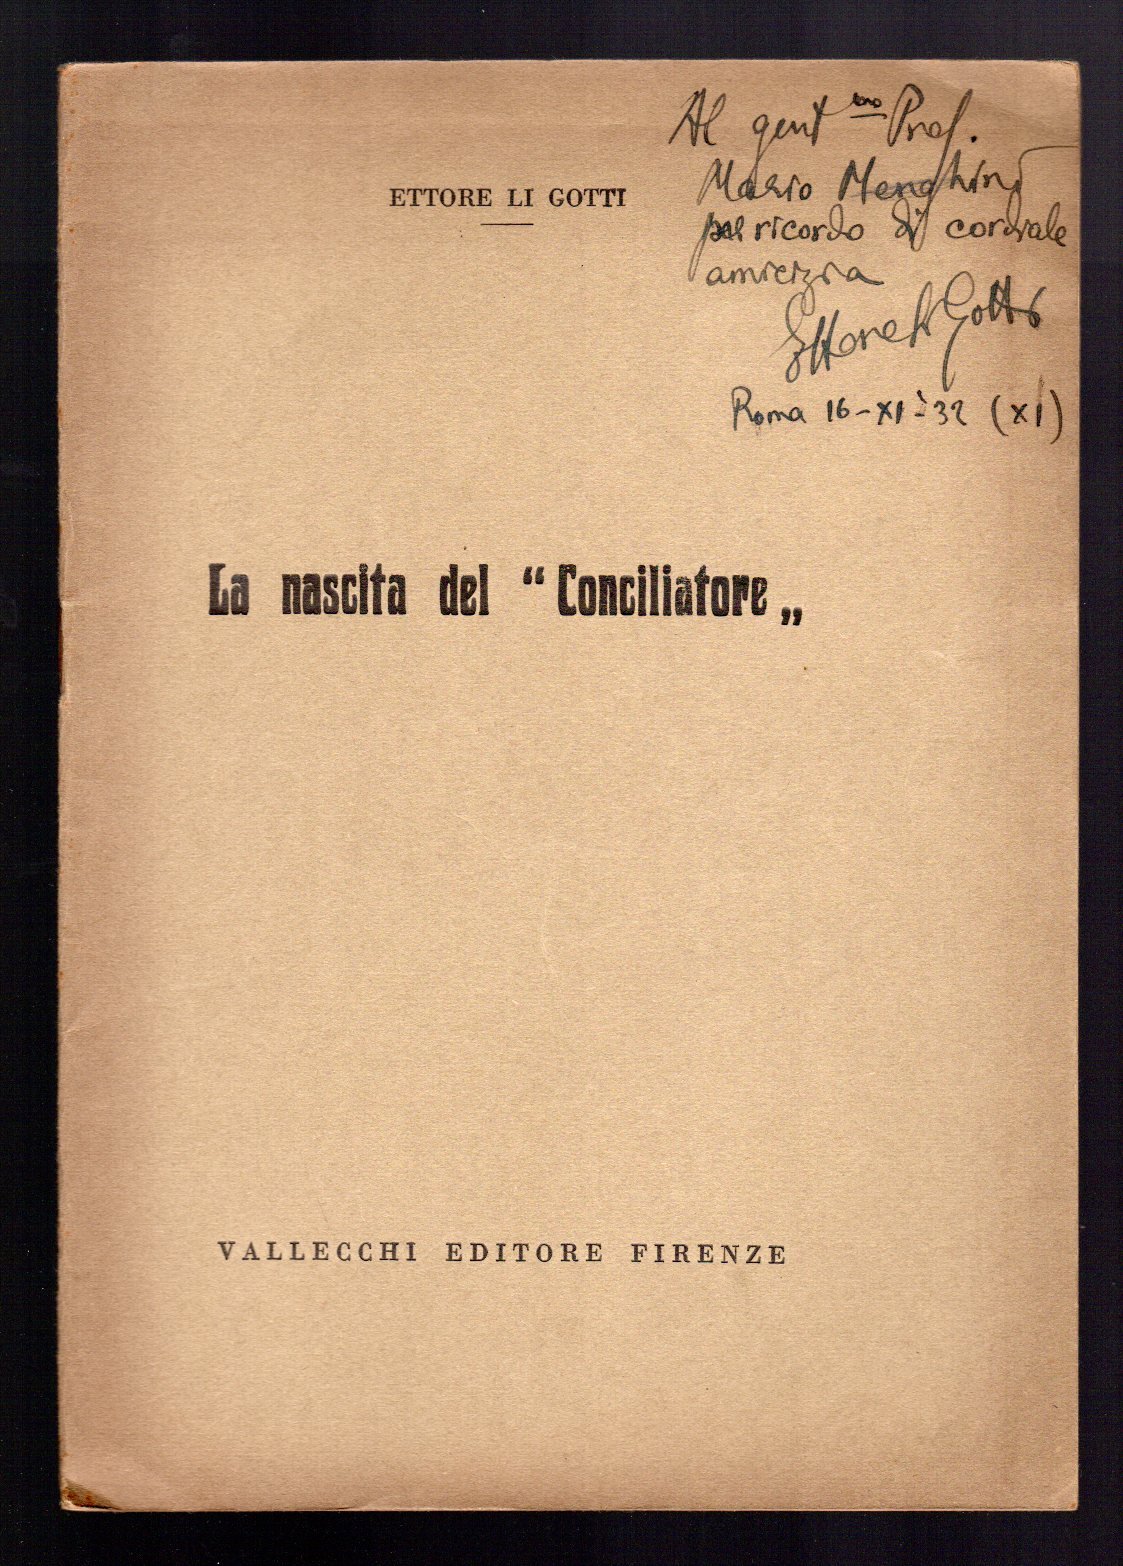 ETTORE LI GOTTI
Al gent.mo Prof.
Mario Menghini
pel ricordo di cordiale
amicizia
Ettore Li Gotti
Roma 16-XI-32 (XI)
La nascita del “ Conciliatore „
VALLECCHI EDITORE FIRENZE